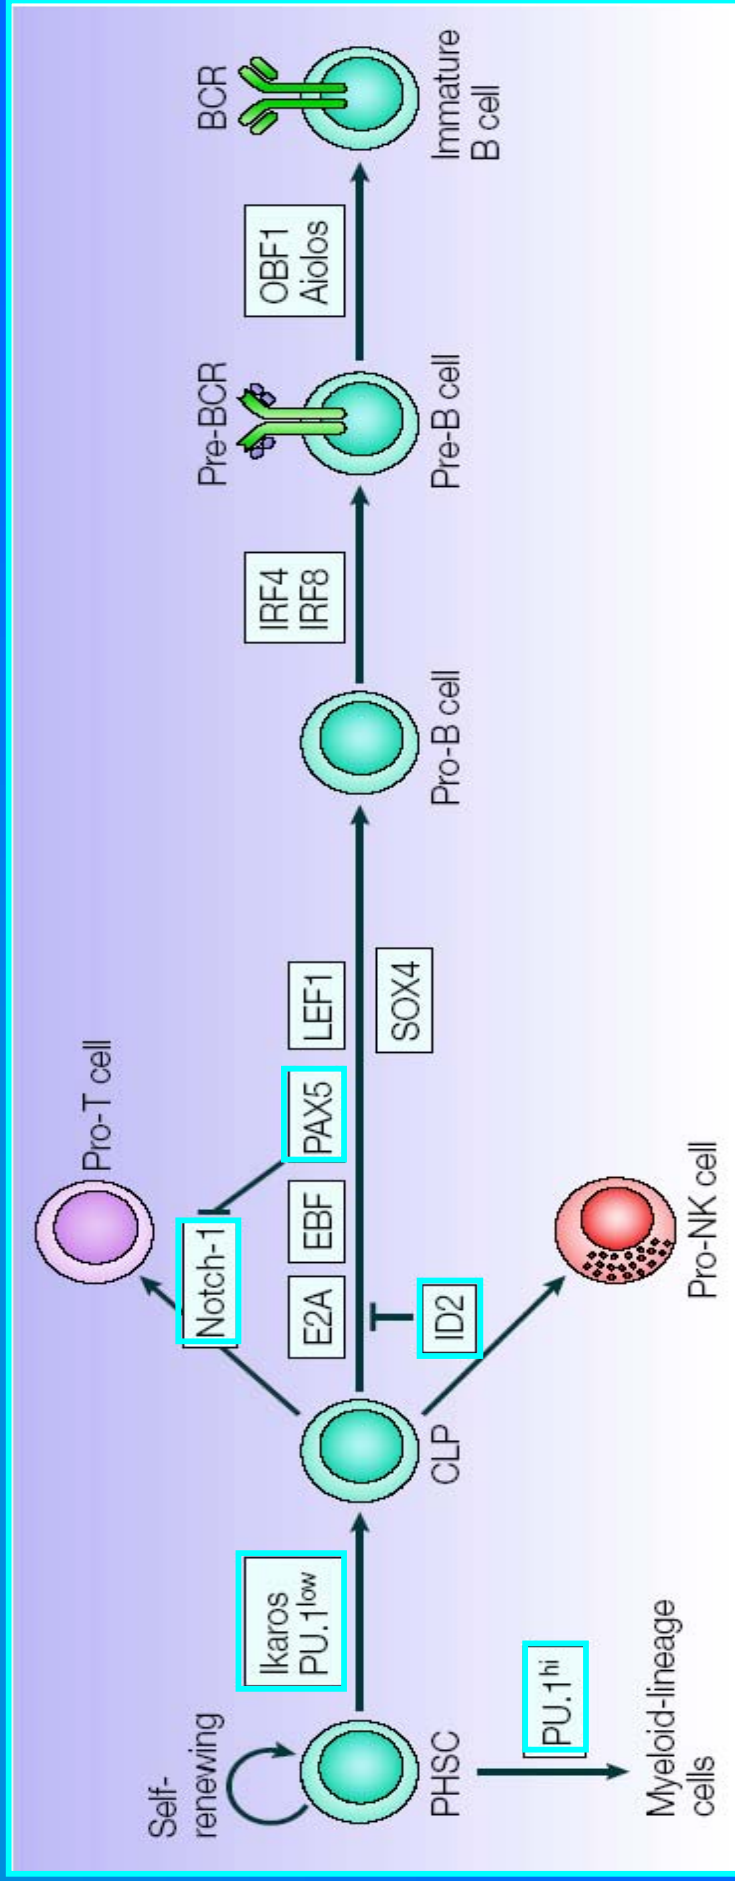 Self-
renewing
PHSC
Ikaros
PU.1low
PU.1hi
Myeloid-lineage
cells
CLP
Notch-1
Pro-T cell
E2A
EBF
PAX5
LEF1
ID2
SOX4
Pro-NK cell
Pro-B cell
IRF4
IRF8
Pre-BCR
Pre-B cell
OBF1
Aiolos
BCR
Immature
B cell